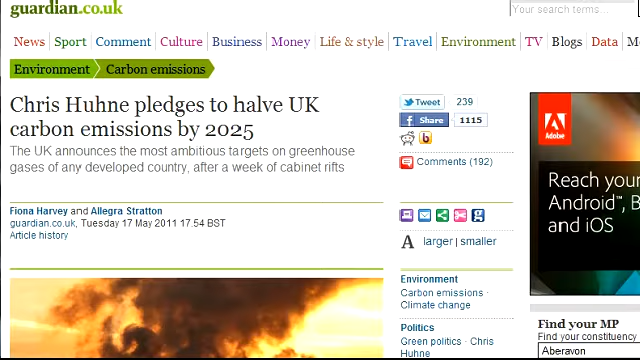 guardian.co.uk
Your search terms...
News Sport Comment Culture Business Money Life & style Travel Environment TV Blogs Data
Environment Carbon emissions
Chris Huhne pledges to halve UK
carbon emissions by 2025
The UK announces the most ambitious targets on greenhouse
gases of any developed country, after a week of cabinet rifts
Tweet 239
Share 1115
Comments (192)
Fiona Harvey and Allegra Stratton
guardian.co.uk, Tuesday 17 May 2011 17.54 BST
Article history
A larger | smaller
Environment
Carbon emissions ·
Climate change
Politics
Green politics · Chris
Huhne
Adobe
Reach your
Android™, B
and iOS
Find your MP
Find your constituency
Aberavon